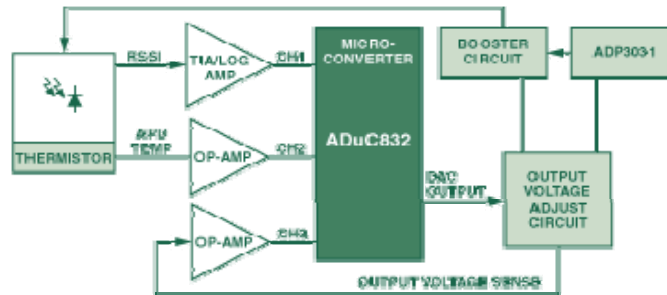 RSSI
TIA/LOG
AMP
CH1
MICRO-
CONVERTER
ADuC832
BOOSTER
CIRCUIT
ADP3031
THERMISTOR
TEMP
OP-AMP
CH2
DAC
OUTPUT
OUTPUT
VOLTAGE
ADJUST
CIRCUIT
OP-AMP
CH3
OUTPUT VOLTAGE SENSE